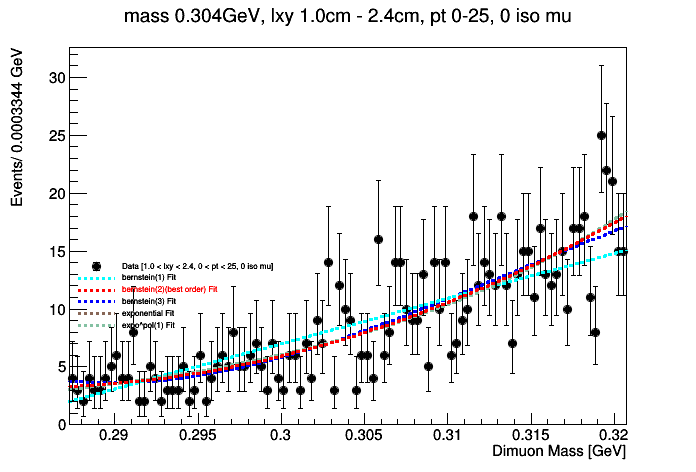 mass 0.304GeV, lxy 1.0cm - 2.4cm, pt 0-25, 0 iso mu
Events/ 0.0003344 GeV
30
25
20
15
10
5
0
Data [1.0 < lxy < 2.4, 0 < pt < 25, 0 iso mu]
bernstein(1) Fit
bernstein(2)(best order) Fit
bernstein(3) Fit
exponential Fit
expo*pol(1) Fit
0.29 0.295 0.3 0.305 0.31 0.315 0.32
Dimuon Mass [GeV]